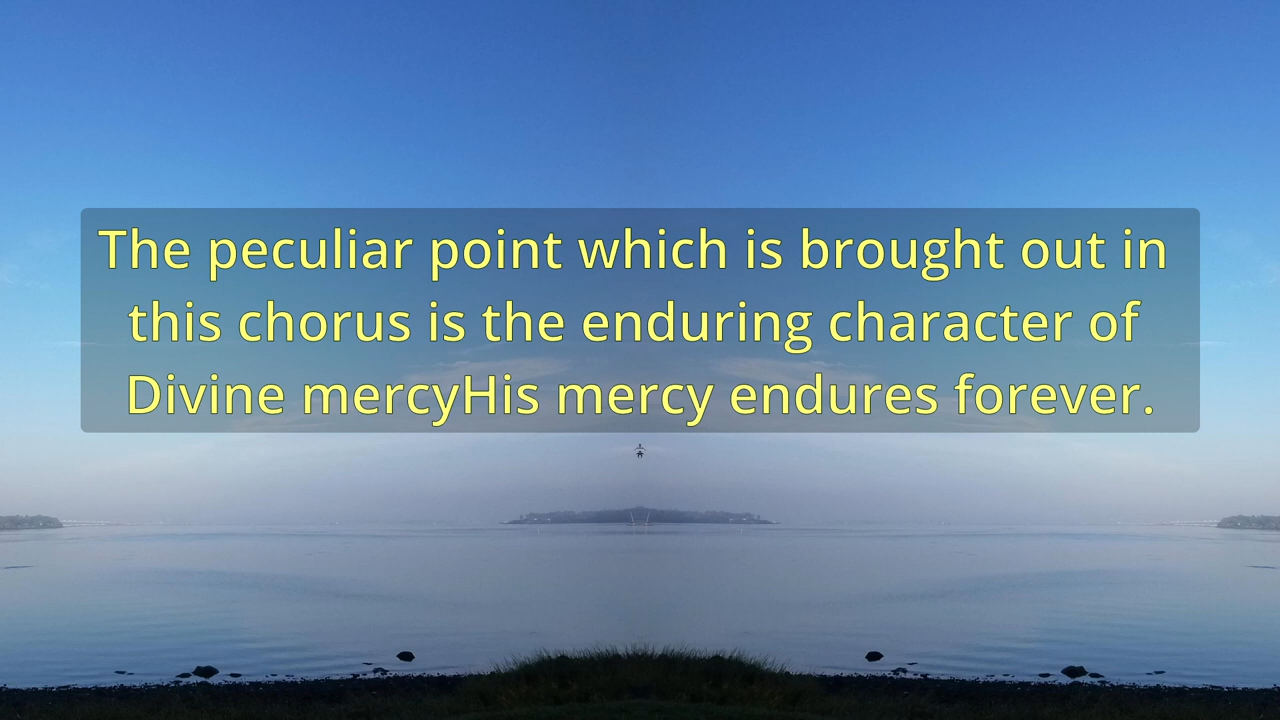 The peculiar point which is brought out in
this chorus is the enduring character of
Divine mercyHis mercy endures forever.